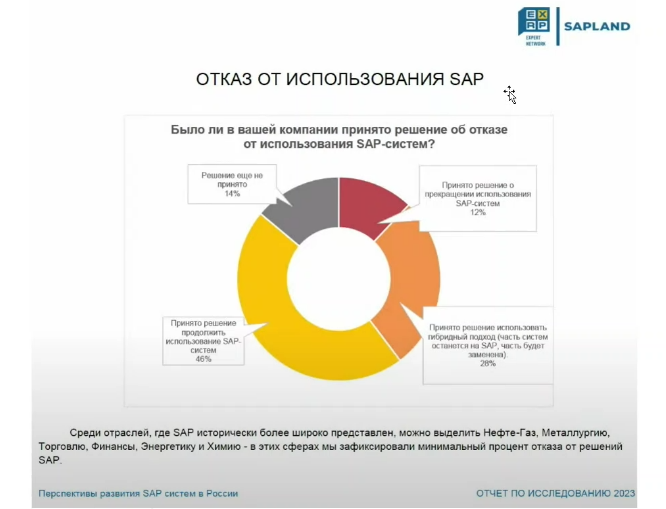 EXRP
EXPERT
NETWORK
SAPLAND
ОТКАЗ ОТ ИСПОЛЬЗОВАНИЯ SAP
Было ли в вашей компании принято решение об отказе
от использования SAP-систем?
Решение еще не
принято
14%
Принято решение о
прекращении использования
SAP-систем
12%
Принято решение
продолжить
использование SAP-
систем
46%
Принято решение использовать
гибридный подход (часть систем
останется на SAP, часть будет
заменена).
28%
Среди отраслей, где SAP исторически более широко представлен, можно выделить Нефте-Газ, Металлургию,
Торговлю, Финансы, Энергетику и Химию - в этих сферах мы зафиксировали минимальный процент отказа от решений
SAP.
Перспективы развития SAP систем в России
ОТЧЕТ ПО ИССЛЕДОВАНИЮ 2023